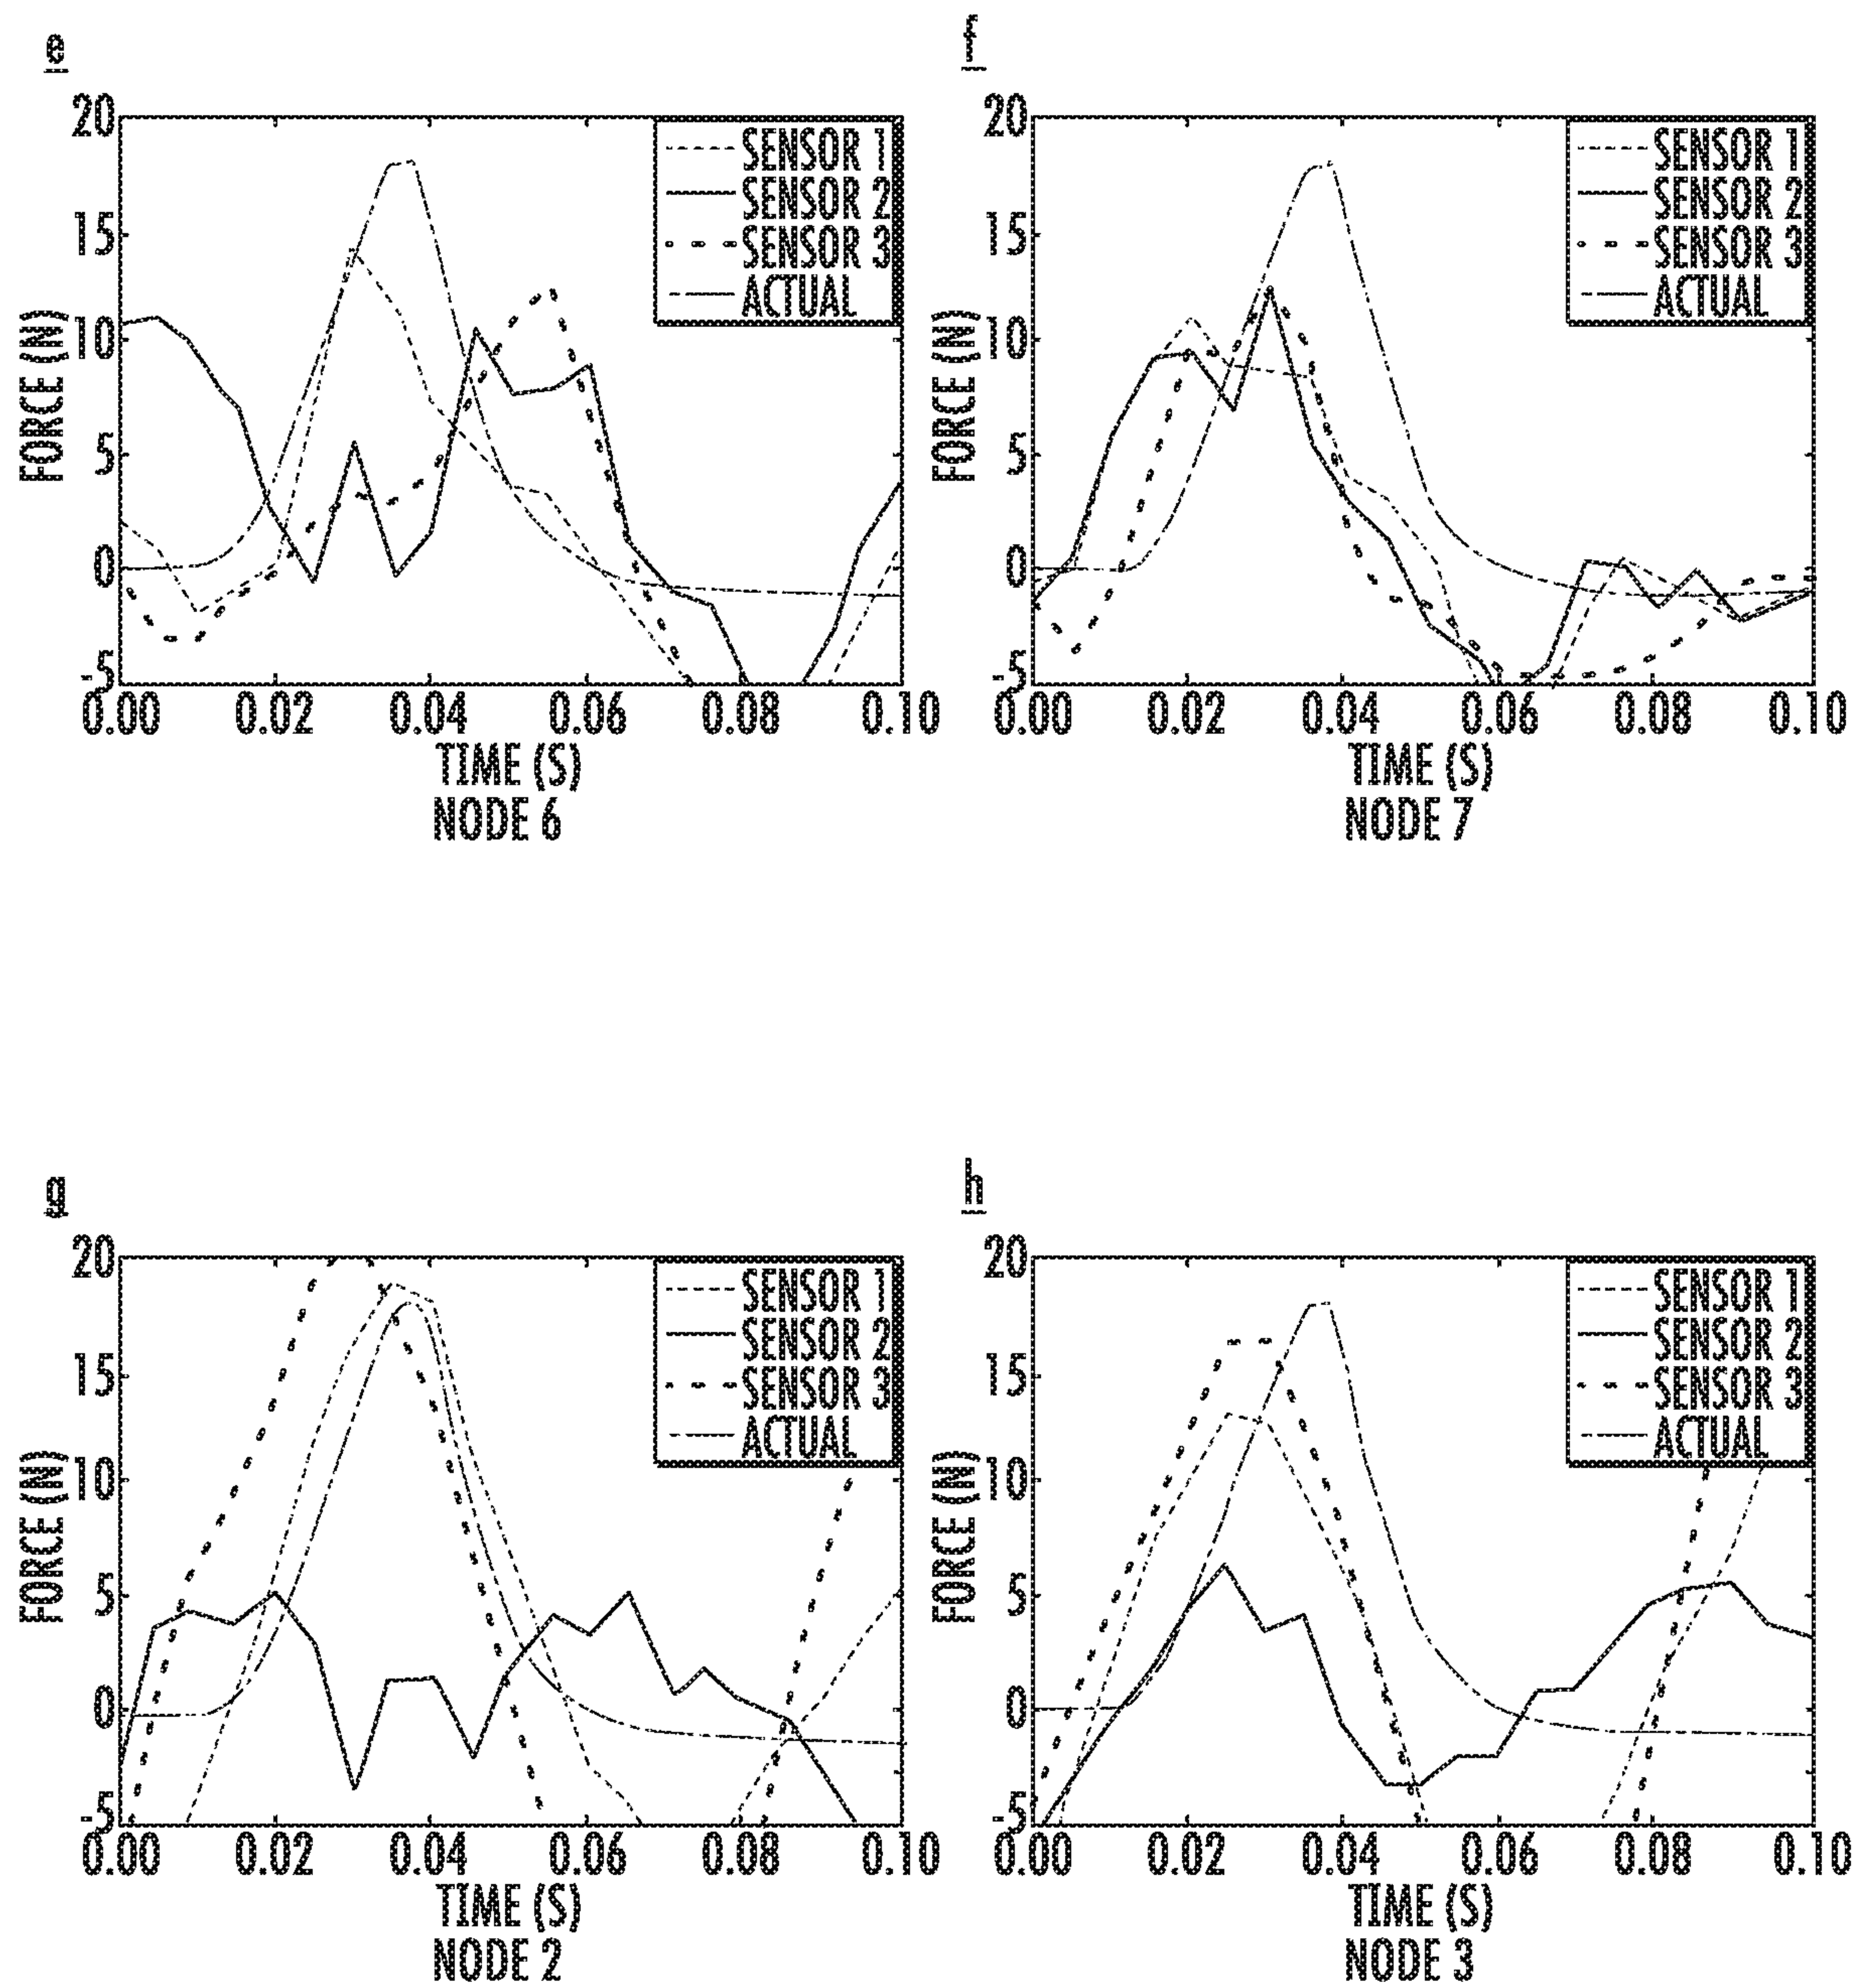 e
20
15
10
5
0
-5
FORCE (N)
SENSOR 1
SENSOR 2
SENSOR 3
ACTUAL
0.00 0.02 0.04 0.06 0.08 0.10
TIME (S)
NODE 6
f
20
15
10
5
0
-5
FORCE (N)
SENSOR 1
SENSOR 2
SENSOR 3
ACTUAL
0.00 0.02 0.04 0.06 0.08 0.10
TIME (S)
NODE 7
g
20
15
10
5
0
-5
FORCE (N)
SENSOR 1
SENSOR 2
SENSOR 3
ACTUAL
0.00 0.02 0.04 0.06 0.08 0.10
TIME (S)
NODE 2
h
20
15
10
5
0
-5
FORCE (N)
SENSOR 1
SENSOR 2
SENSOR 3
ACTUAL
0.00 0.02 0.04 0.06 0.08 0.10
TIME (S)
NODE 3